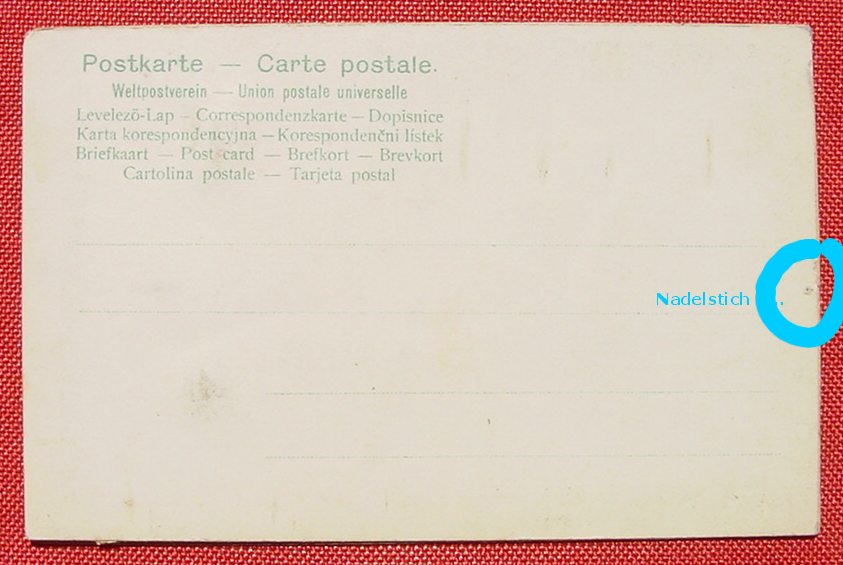 Postkarte — Carte postale.
Weltpostverein — Union postale universelle
Levelező-Lap – Correspondenzkarte – Dopisnice
Karta korespondencyjna – Korespondenčni lístek
Briefkaart — Post card — Brefkort — Brevkort
Cartolina postale — Tarjeta postal
Nadelstich